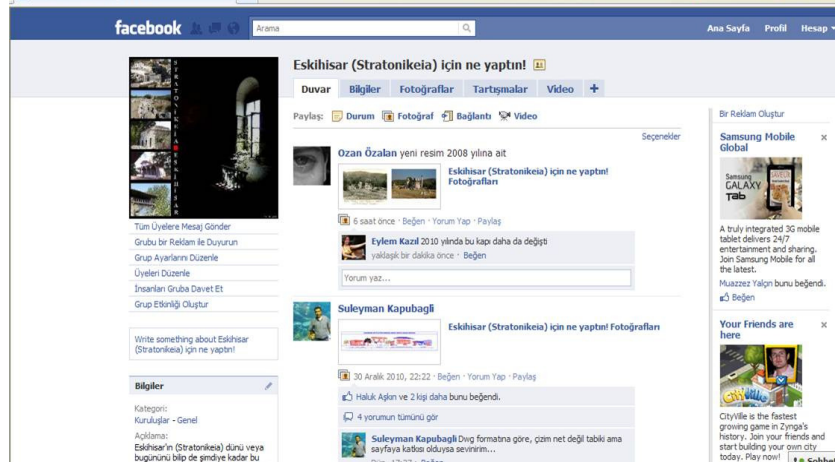 facebook
Arama
Ana Sayfa Profil Hesap
STRATONIKEIA ESKIHISAR
Eskihisar (Stratonikeia) için ne yaptın!
Duvar Bilgiler Fotoğraflar Tartışmalar Video +
Paylaş: Durum Fotoğraf Bağlantı Video
Seçenekler
Ozan Özalan yeni resim 2008 yılına ait
Eskihisar (Stratonikeia) için ne yaptın!
Fotoğrafları
6 saat önce · Beğen · Yorum Yap · Paylaş
Eylem Kazıl 2010 yılında bu kapı daha da değişti
yaklaşık bir dakika önce · Beğen
Yorum yaz...
Suleyman Kapubagli
Eskihisar (Stratonikeia) için ne yaptın! Fotoğrafları
30 Aralık 2010, 22:22 · Beğen · Yorum Yap · Paylaş
Haluk Aşkın ve 2 kişi daha bunu beğendi.
4 yorumun tümünü gör
Suleyman Kapubagli Dwg formatna göre, çizim net değil tabiki ama
sayfaya katkısı olduysa sevinirim...
Tüm Üyelere Mesaj Gönder
Grubu bir Reklam ile Duyurun
Grup Ayarlarını Düzenle
Üyeleri Düzenle
İnsanları Gruba Davet Et
Grup Etkinliği Oluştur
Write something about Eskihisar
(Stratonikeia) için ne yaptın!
Bilgiler
Kategori:
Kuruluşlar - Genel
Açıklama:
Eskihisar'ın (Stratonikeia) dünü veya
bugününü bilip de şimdiye kadar bu
Bir Reklam Oluştur
Samsung Mobile
Global
Samsung
GALAXY
Tab
A truly integrated 3G mobile
tablet delivers 24/7
entertainment and sharing.
Join Samsung Mobile for all
the latest.
Muazzez Yalçın bunu beğendi.
Beğen
Your Friends are
here
CityVille
CityVille is the fastest
growing game in Zynga's
history. Join your friends and
start building your own city
today. Play now!